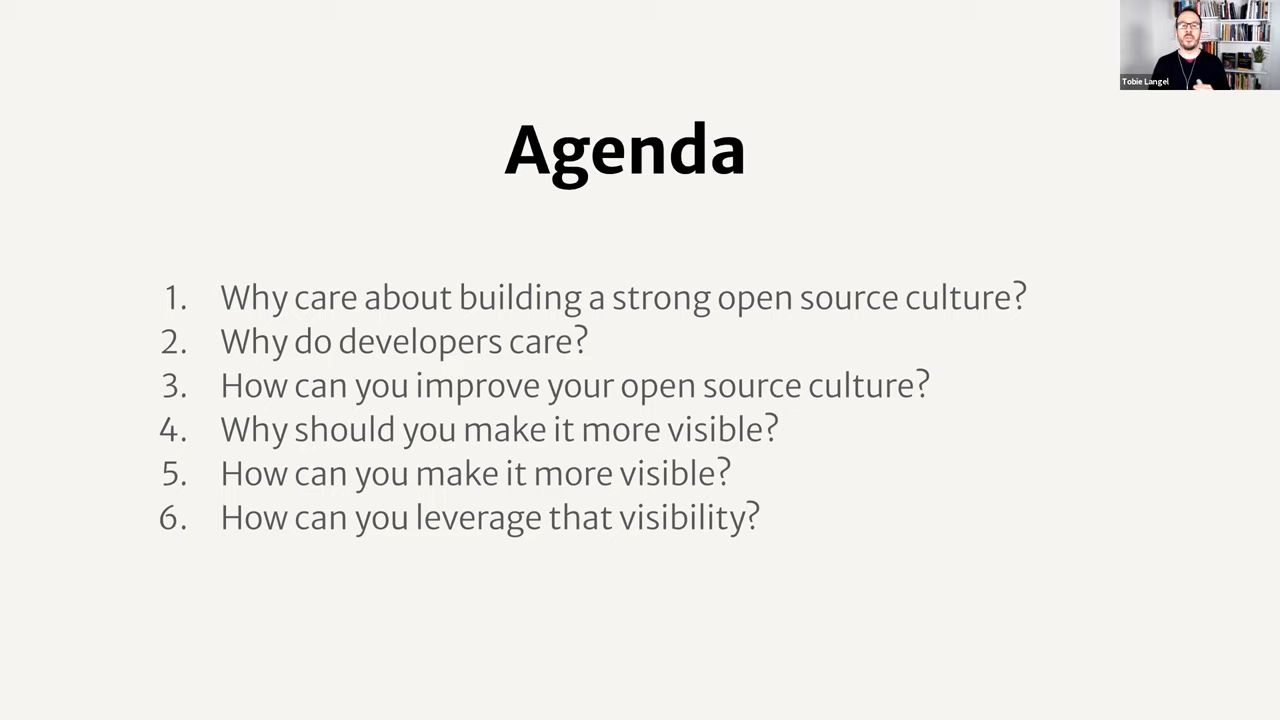 Tobie Langel
Agenda
1. Why care about building a strong open source culture?
2. Why do developers care?
3. How can you improve your open source culture?
4. Why should you make it more visible?
5. How can you make it more visible?
6. How can you leverage that visibility?